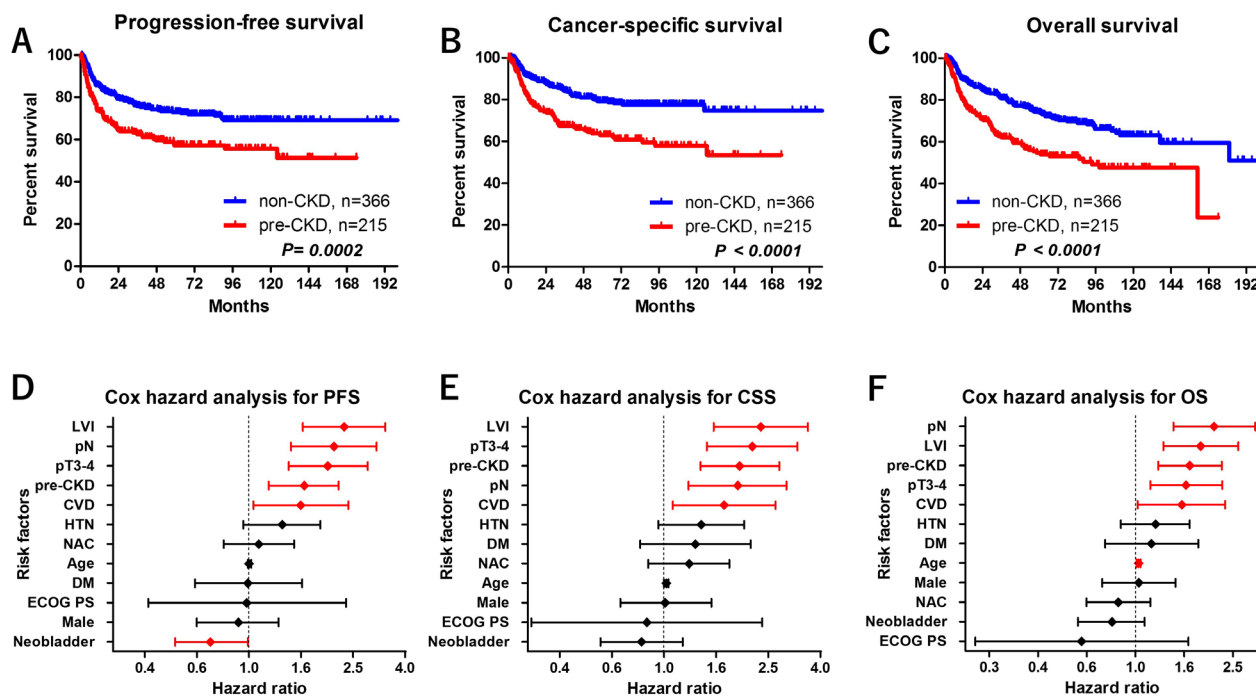 A
Progression-free survival
Percent survival
100
80
60
40
20
0
non-CKD, n=366
pre-CKD, n=215
P= 0.0002
0 24 48 72 96 120 144 168 192
Months
B
Cancer-specific survival
Percent survival
100
80
60
40
20
0
non-CKD, n=366
pre-CKD, n=215
P < 0.0001
0 24 48 72 96 120 144 168 192
Months
C
Overall survival
Percent survival
100
80
60
40
20
0
non-CKD, n=366
pre-CKD, n=215
P < 0.0001
0 24 48 72 96 120 144 168 192
Months
D
Cox hazard analysis for PFS
Risk factors
LVI
pN
pT3-4
pre-CKD
CVD
HTN
NAC
Age
DM
ECOG PS
Male
Neobladder
0.4 0.6 1.0 1.6 2.5 4.0
Hazard ratio
E
Cox hazard analysis for CSS
Risk factors
LVI
pT3-4
pre-CKD
pN
CVD
HTN
DM
NAC
Age
Male
ECOG PS
Neobladder
0.4 0.6 1.0 1.6 2.5 4.0
Hazard ratio
F
Cox hazard analysis for OS
Risk factors
pN
LVI
pre-CKD
pT3-4
CVD
HTN
DM
Age
Male
NAC
Neobladder
ECOG PS
0.3 0.4 0.6 1.0 1.6 2.5
Hazard ratio